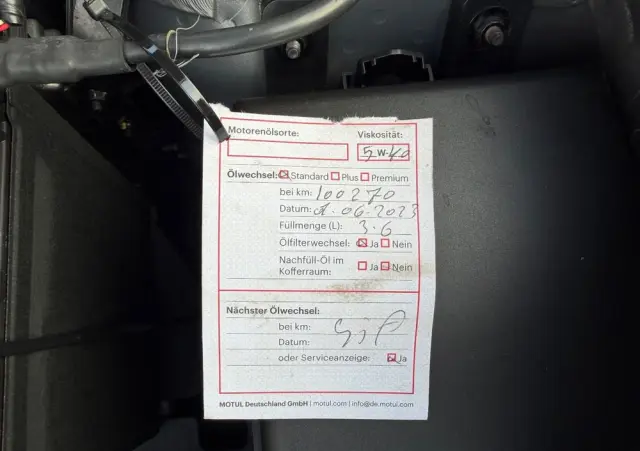 Motorenölsorte: Viskosität:
5W-40
Ölwechsel: Standard Plus Premium
bei km: 100270
Datum: 06.2023
Füllmenge (L): 3.6
Ölfilterwechsel: Ja Nein
Nachfüll-Öl im
Kofferraum: Ja Nein
Nächster Ölwechsel:
bei km:
Datum:
oder Serviceanzeige: Ja
MOTUL Deutschland GmbH | motul.com | info@de.motul.com